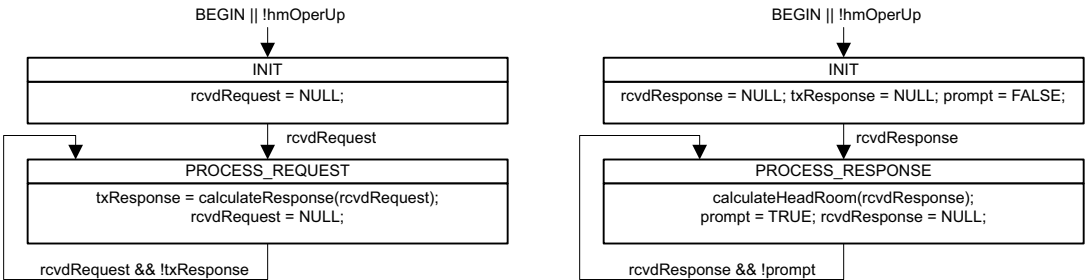 BEGIN || !hmOperUp
INIT
rcvdRequest = NULL;
rcvdRequest
PROCESS_REQUEST
txResponse = calculateResponse(rcvdRequest);
rcvdRequest = NULL;
rcvdRequest && !txResponse
BEGIN || !hmOperUp
INIT
rcvdResponse = NULL; txResponse = NULL; prompt = FALSE;
rcvdResponse
PROCESS_RESPONSE
calculateHeadRoom(rcvdResponse);
prompt = TRUE; rcvdResponse = NULL;
rcvdResponse && !prompt